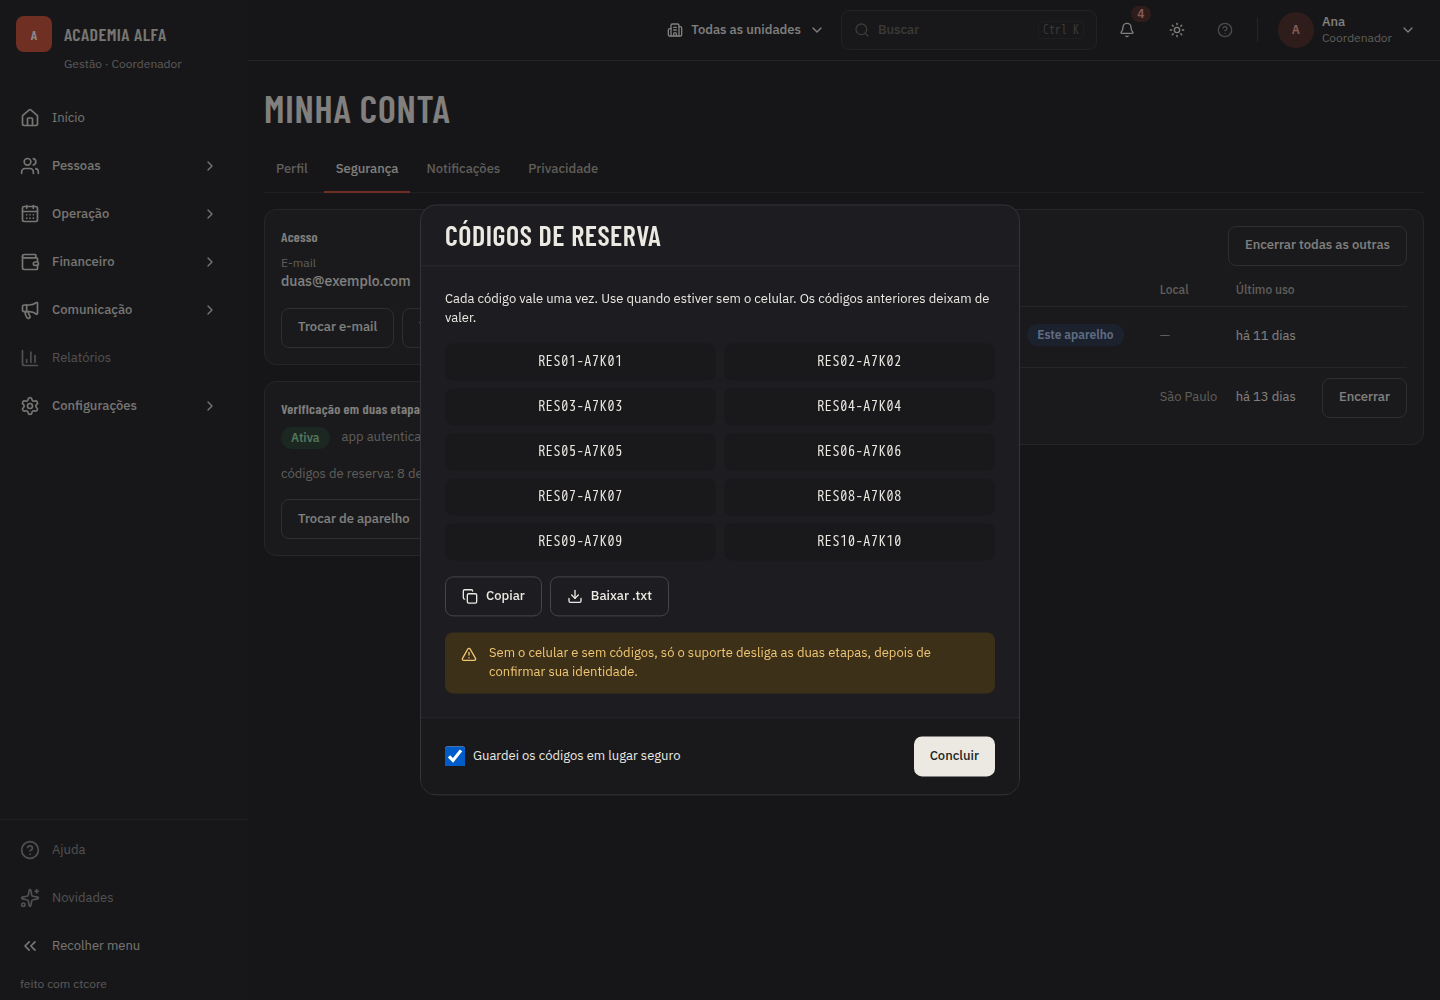 A
ACADEMIA ALFA
Gestão · Coordenador
Início
Pessoas
Operação
Financeiro
Comunicação
Relatórios
Configurações
Ajuda
Novidades
Recolher menu
feito com ctcore
Todas as unidades
Buscar
Ctrl K
4
A
Ana
Coordenador
MINHA CONTA
Perfil
Segurança
Notificações
Privacidade
Acesso
E-mail
duas@exemplo.com
Trocar e-mail
Verificação em duas etapa
Ativa
app autentica
códigos de reserva: 8 de
Trocar de aparelho
Encerrar todas as outras
Local
Último uso
Este aparelho
—
há 11 dias
São Paulo
há 13 dias
Encerrar
CÓDIGOS DE RESERVA
Cada código vale uma vez. Use quando estiver sem o celular. Os códigos anteriores deixam de
valer.
RES01-A7K01
RES02-A7K02
RES03-A7K03
RES04-A7K04
RES05-A7K05
RES06-A7K06
RES07-A7K07
RES08-A7K08
RES09-A7K09
RES10-A7K10
Copiar
Baixar .txt
Sem o celular e sem códigos, só o suporte desliga as duas etapas, depois de
confirmar sua identidade.
Guardei os códigos em lugar seguro
Concluir